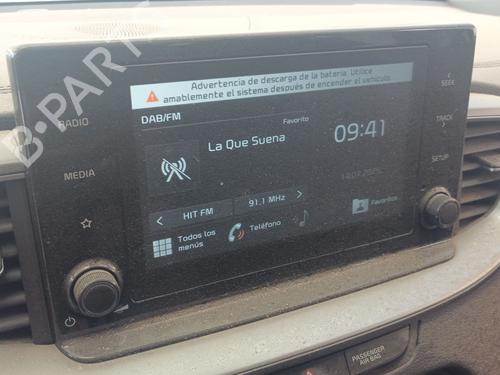 Advertencia de descarga de la batería. Utilice
amablemente el sistema después de encender el vehículo.
DAB/FM
Favorito
La Que Suena
09:41
HIT FM
91.1 MHz
Todos los
menús
Teléfono
Favoritos
RADIO
MEDIA
SEEK
TRACK
SETUP
PASSENGER
AIR BAG
B-PARTS